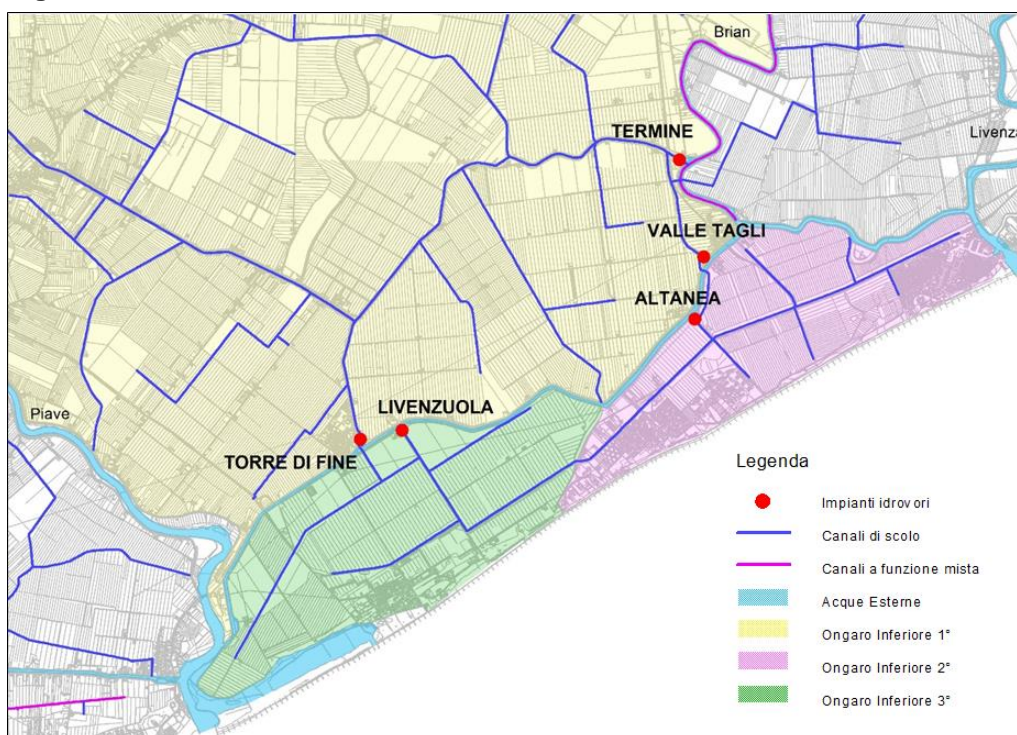 Brian
TERMINE
Livenza
VALLE TAGLI
ALTANEA
Piave
LIVENZUOLA
TORRE DI FINE
Legenda
Impianti idrovori
Canali di scolo
Canali a funzione mista
Acque Esterne
Ongaro Inferiore 1°
Ongaro Inferiore 2°
Ongaro Inferiore 3°